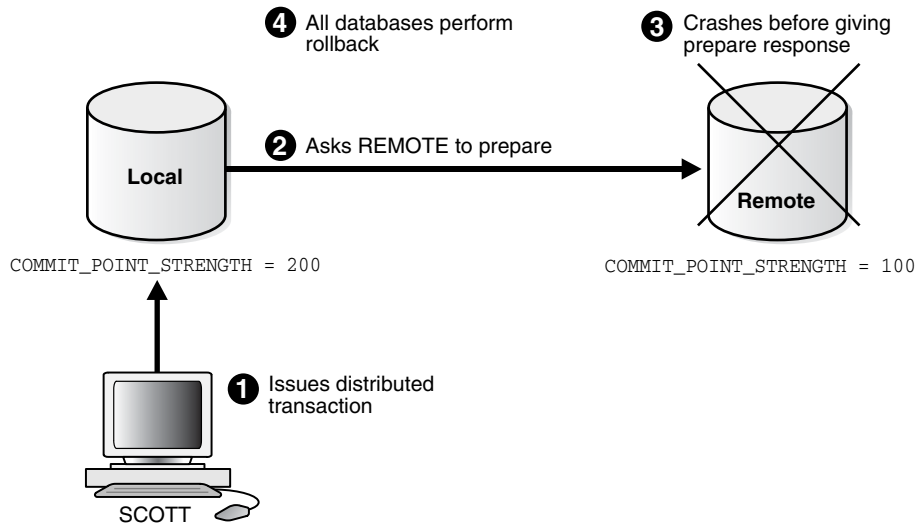 4 All databases perform
rollback
3 Crashes before giving
prepare response
2 Asks REMOTE to prepare
Local
Remote
COMMIT_POINT_STRENGTH = 200
COMMIT_POINT_STRENGTH = 100
1 Issues distributed
transaction
SCOTT